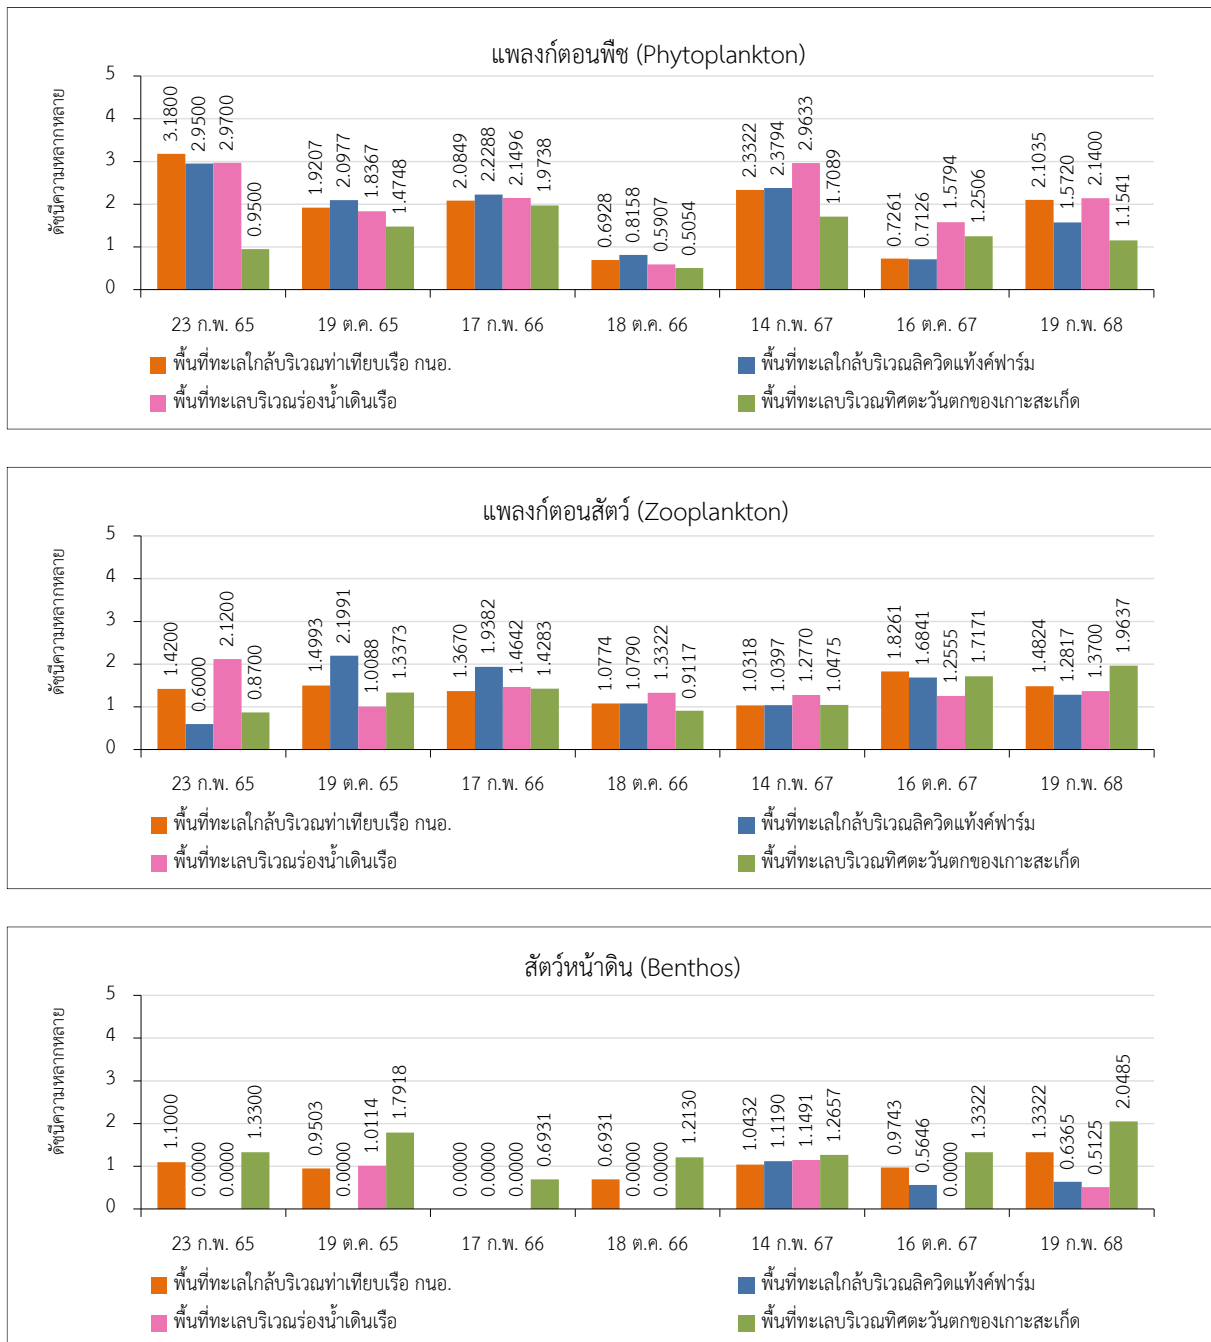 แพลงก์ตอนพืช (Phytoplankton)
ดัชนีความหลากหลาย
5
4
3
2
1
0
3.1800 2.9500 2.9700 0.9500
1.9207 2.0977 1.8367 1.4748
2.0849 2.2288 2.1496 1.9738
0.6928 0.8158 0.5907 0.5054
2.3322 2.3794 2.9633 1.7089
0.7261 0.7126 1.5794 1.2506
2.1035 1.5720 2.1400 1.1541
23 ก.พ. 65 19 ต.ค. 65 17 ก.พ. 66 18 ต.ค. 66 14 ก.พ. 67 16 ต.ค. 67 19 ก.พ. 68
พื้นที่ทะเลใกล้บริเวณท่าเทียบเรือ กนอ. พื้นที่ทะเลใกล้บริเวณลิควิดแท้งค์ฟาร์ม
พื้นที่ทะเลบริเวณร่องน้ำเดินเรือ พื้นที่ทะเลบริเวณทิศตะวันตกของเกาะสะเก็ด
แพลงก์ตอนสัตว์ (Zooplankton)
ดัชนีความหลากหลาย
5
4
3
2
1
0
1.4200 0.6000 2.1200 0.8700
1.4993 2.1991 1.0088 1.3373
1.3670 1.9382 1.4642 1.4283
1.0774 1.0790 1.3322 0.9117
1.0318 1.0397 1.2770 1.0475
1.8261 1.6841 1.2555 1.7171
1.4824 1.2817 1.3700 1.9637
23 ก.พ. 65 19 ต.ค. 65 17 ก.พ. 66 18 ต.ค. 66 14 ก.พ. 67 16 ต.ค. 67 19 ก.พ. 68
พื้นที่ทะเลใกล้บริเวณท่าเทียบเรือ กนอ. พื้นที่ทะเลใกล้บริเวณลิควิดแท้งค์ฟาร์ม
พื้นที่ทะเลบริเวณร่องน้ำเดินเรือ พื้นที่ทะเลบริเวณทิศตะวันตกของเกาะสะเก็ด
สัตว์หน้าดิน (Benthos)
ดัชนีความหลากหลาย
5
4
3
2
1
0
1.1000 0.0000 0.0000 1.3300
0.9503 0.0000 1.0114 1.7918
0.0000 0.0000 0.0000 0.6931
0.6931 0.0000 0.0000 1.2130
1.0432 1.1190 1.1491 1.2657
0.9743 0.5646 0.0000 1.3322
1.3322 0.6365 0.5125 2.0485
23 ก.พ. 65 19 ต.ค. 65 17 ก.พ. 66 18 ต.ค. 66 14 ก.พ. 67 16 ต.ค. 67 19 ก.พ. 68
พื้นที่ทะเลใกล้บริเวณท่าเทียบเรือ กนอ. พื้นที่ทะเลใกล้บริเวณลิควิดแท้งค์ฟาร์ม
พื้นที่ทะเลบริเวณร่องน้ำเดินเรือ พื้นที่ทะเลบริเวณทิศตะวันตกของเกาะสะเก็ด